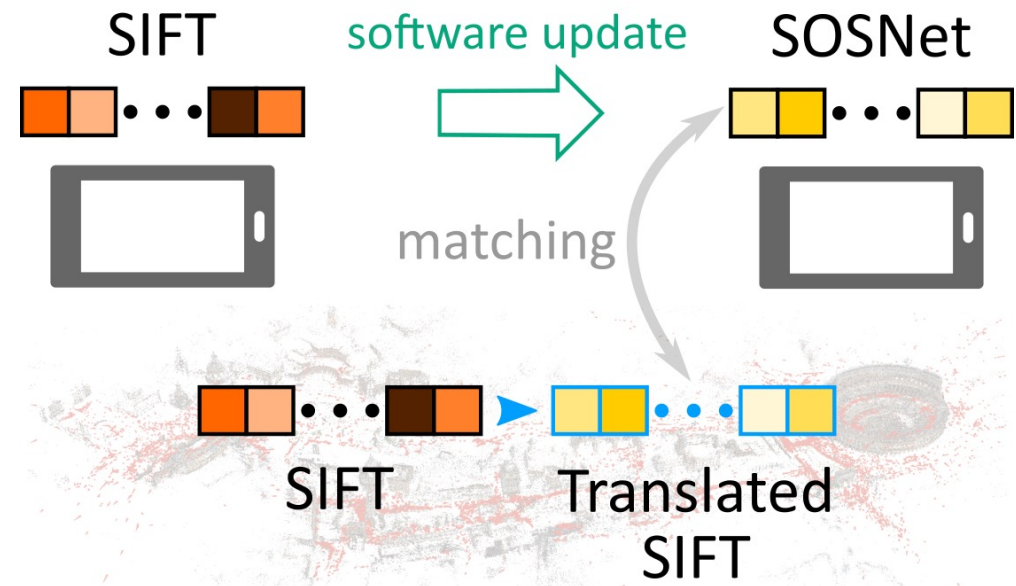 SIFT
software update
SOSNet
matching
SIFT
Translated
SIFT